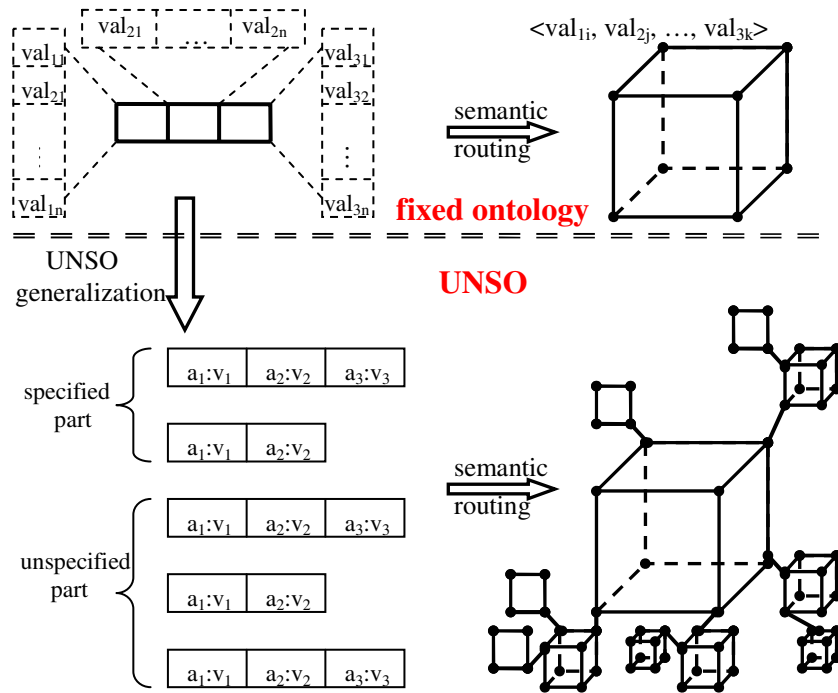 val21 … val2n
<val1i, val2j, …, val3k>
val11
val21
⋮
val1n
val31
val32
⋮
val3n
semantic
routing
fixed ontology
UNSO
generalization
UNSO
specified
part
a1:v1 a2:v2 a3:v3
a1:v1 a2:v2
semantic
routing
unspecified
part
a1:v1 a2:v2 a3:v3
a1:v1 a2:v2
a1:v1 a2:v2 a3:v3